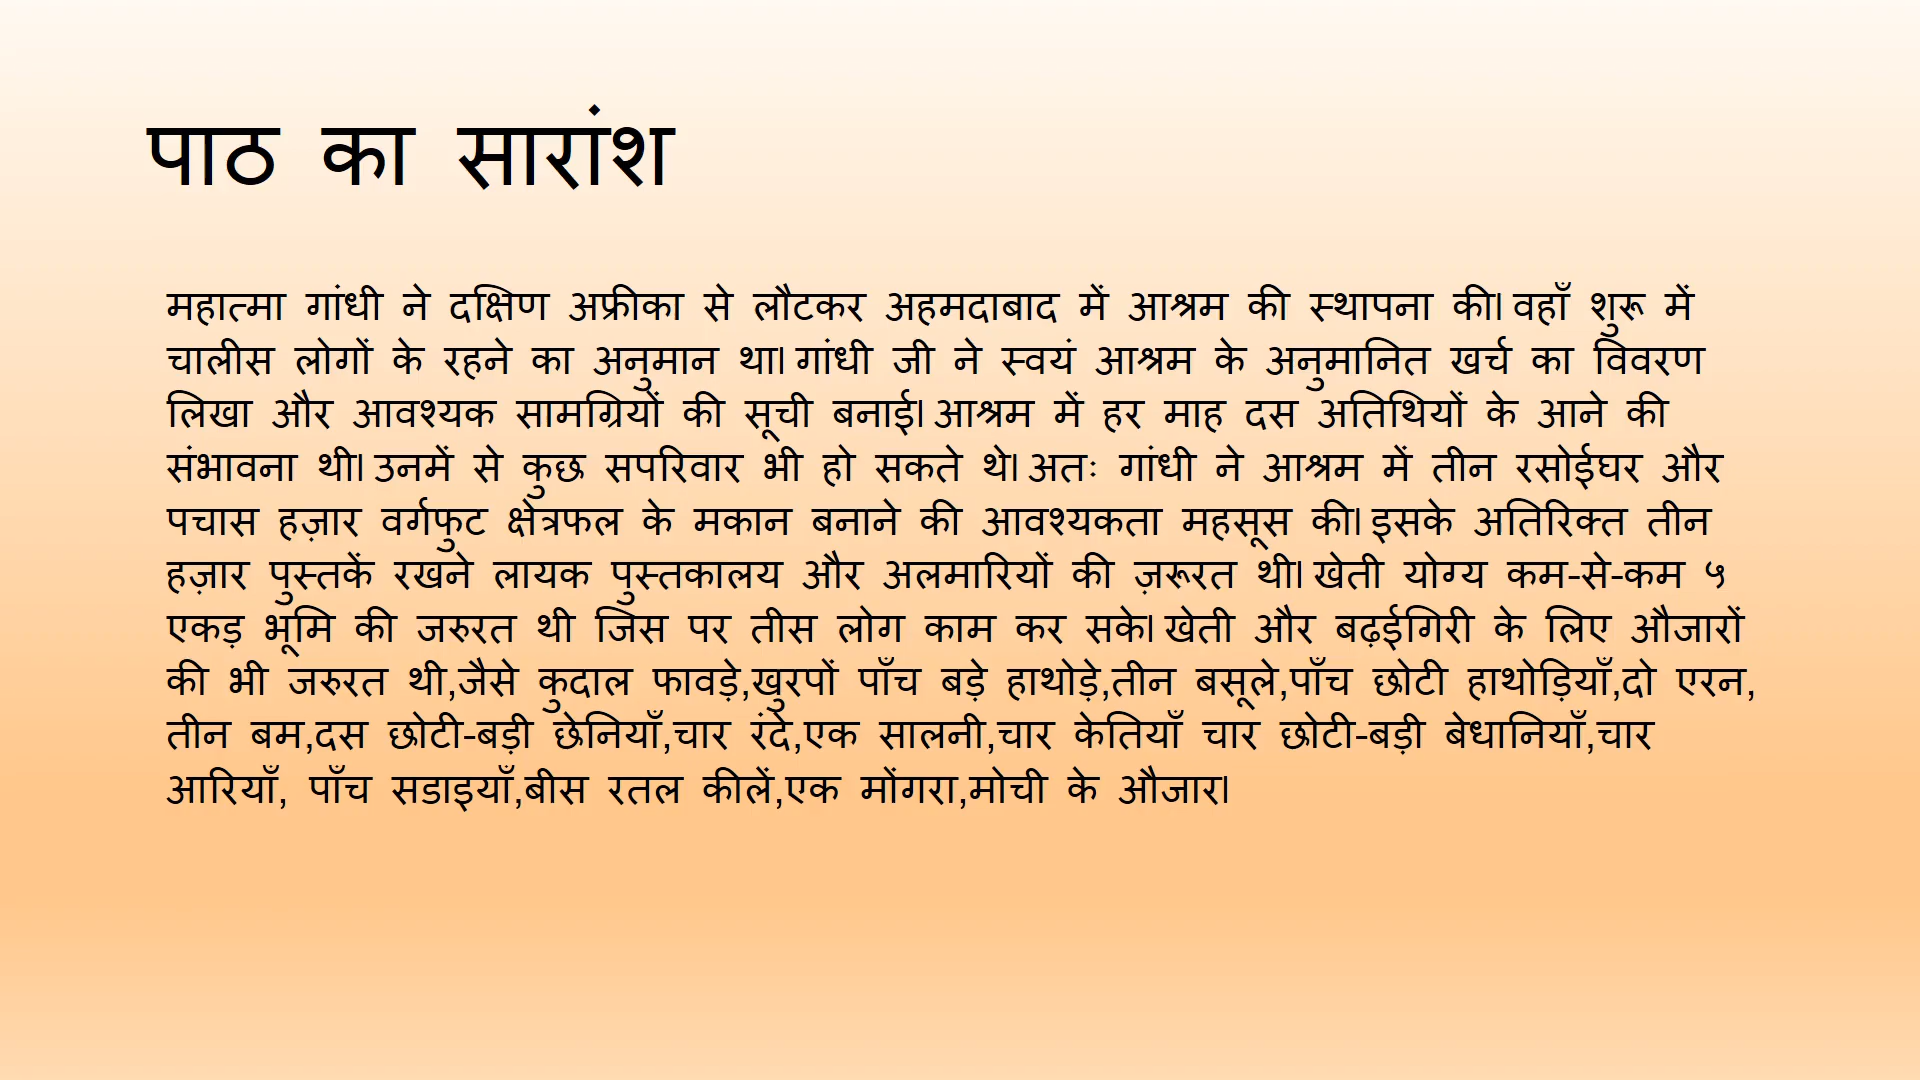 पाठ का सारांश
महात्मा गांधी ने दक्षिण अफ्रीका से लौटकर अहमदाबाद में आश्रम की स्थापना की। वहाँ शुरू में
चालीस लोगों के रहने का अनुमान था। गांधी जी ने स्वयं आश्रम के अनुमानित खर्च का विवरण
लिखा और आवश्यक सामग्रियों की सूची बनाई। आश्रम में हर माह दस अतिथियों के आने की
संभावना थी। उनमें से कुछ सपरिवार भी हो सकते थे। अतः गांधी ने आश्रम में तीन रसोईघर और
पचास हज़ार वर्गफुट क्षेत्रफल के मकान बनाने की आवश्यकता महसूस की। इसके अतिरिक्त तीन
हज़ार पुस्तकें रखने लायक पुस्तकालय और अलमारियों की ज़रूरत थी। खेती योग्य कम-से-कम ५
एकड़ भूमि की जरुरत थी जिस पर तीस लोग काम कर सके। खेती और बढ़ईगिरी के लिए औजारों
की भी जरुरत थी,जैसे कुदाल फावड़े,खुरपों पाँच बड़े हाथोड़े,तीन बसूले,पाँच छोटी हाथोड़ियाँ,दो एरन,
तीन बम,दस छोटी-बड़ी छेनियाँ,चार रंदे,एक सालनी,चार केतियाँ चार छोटी-बड़ी बेधानियाँ,चार
आरियाँ, पाँच सडाइयाँ,बीस रतल कीलें,एक मोंगरा,मोची के औजार।